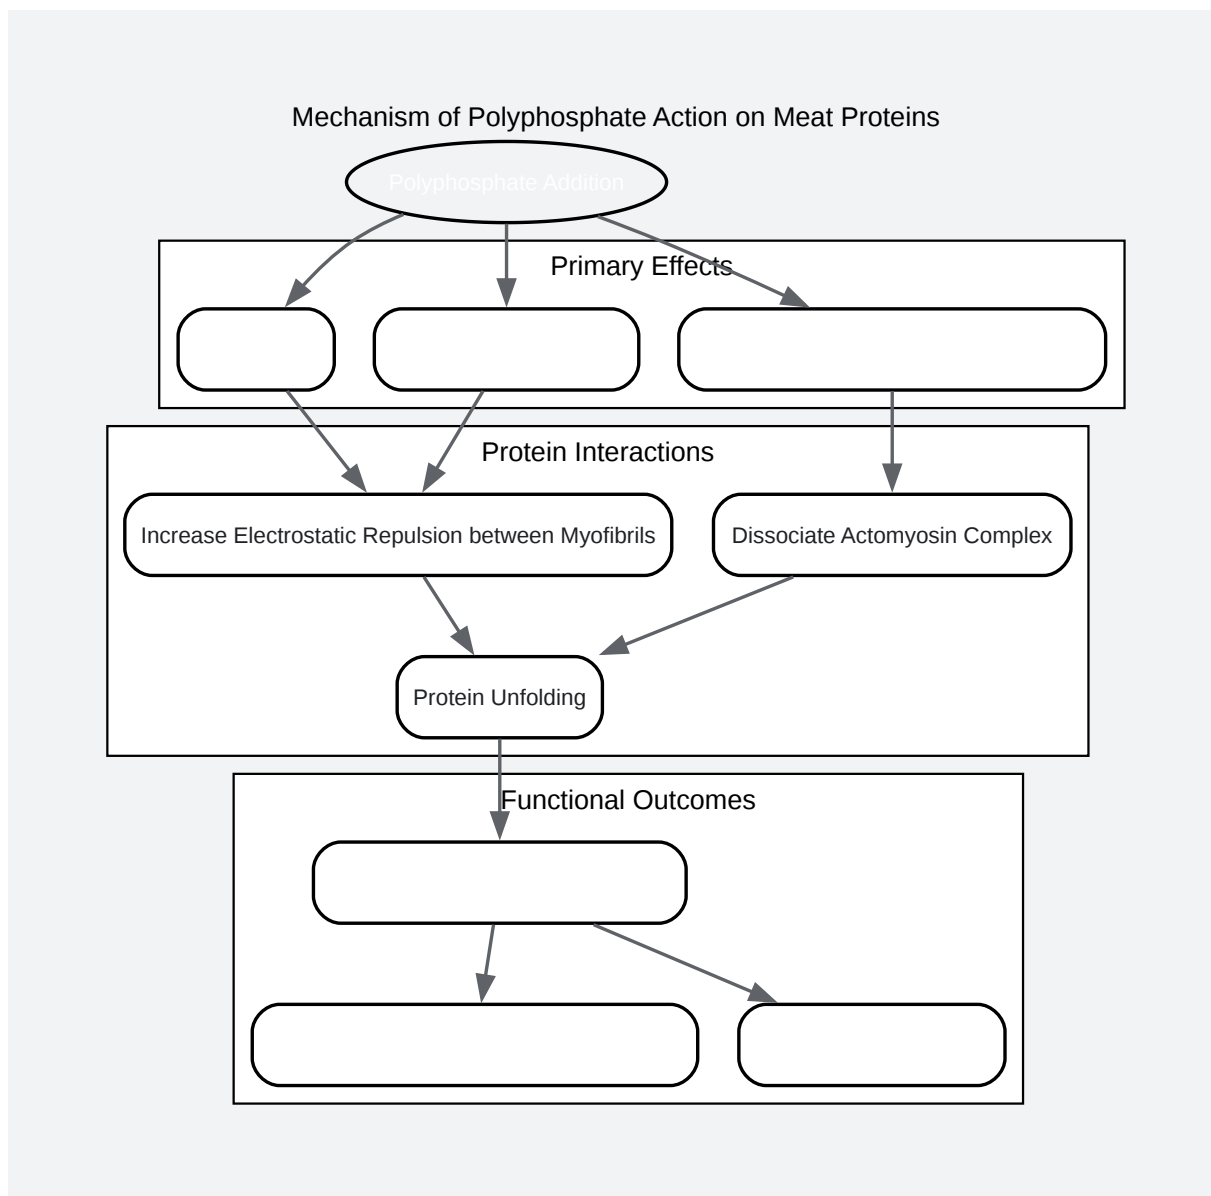 Mechanism of Polyphosphate Action on Meat Proteins
Polyphosphate Addition
Primary Effects
Protein Interactions
Increase Electrostatic Repulsion between Myofibrils
Dissociate Actomyosin Complex
Protein Unfolding
Functional Outcomes